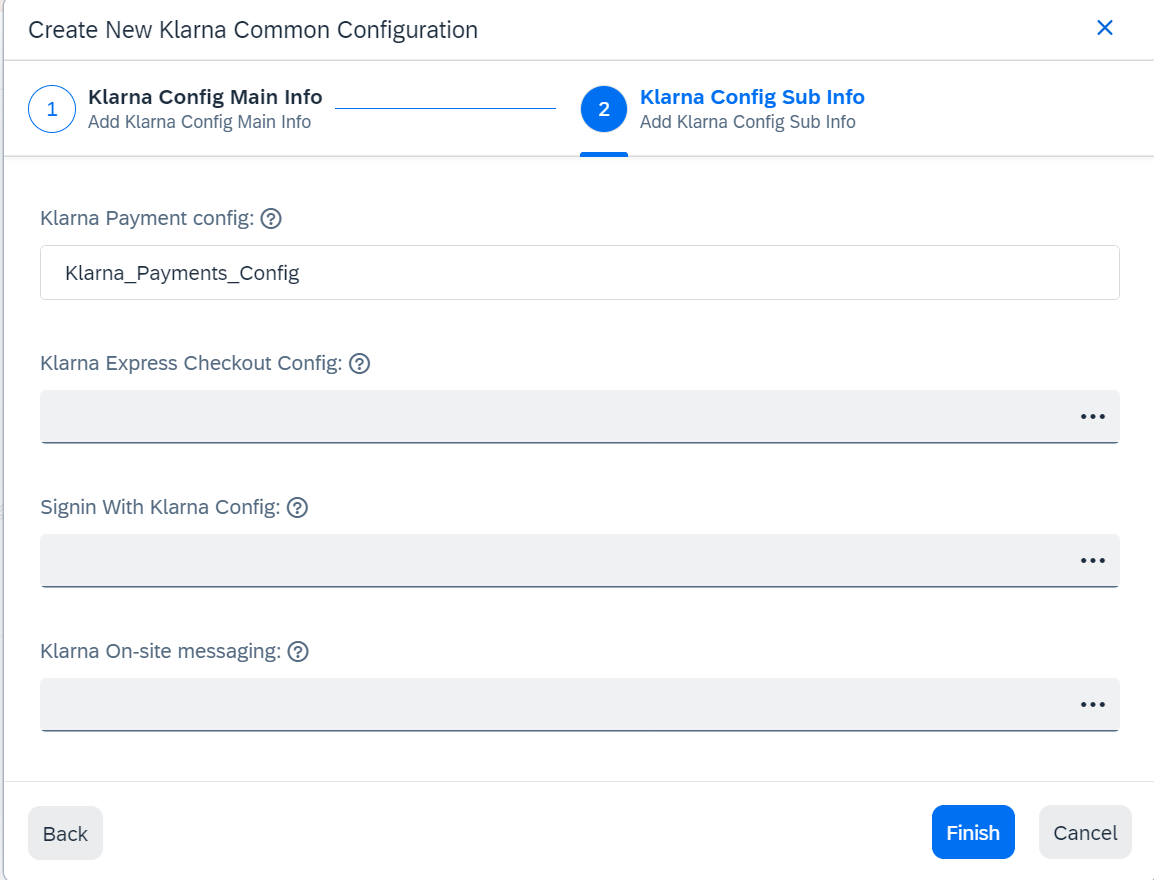 Create New Klarna Common Configuration
1
Klarna Config Main Info
Add Klarna Config Main Info
2
Klarna Config Sub Info
Add Klarna Config Sub Info
Klarna Payment config:
Klarna_Payments_Config
Klarna Express Checkout Config:
Signin With Klarna Config:
Klarna On-site messaging:
Back
Finish
Cancel